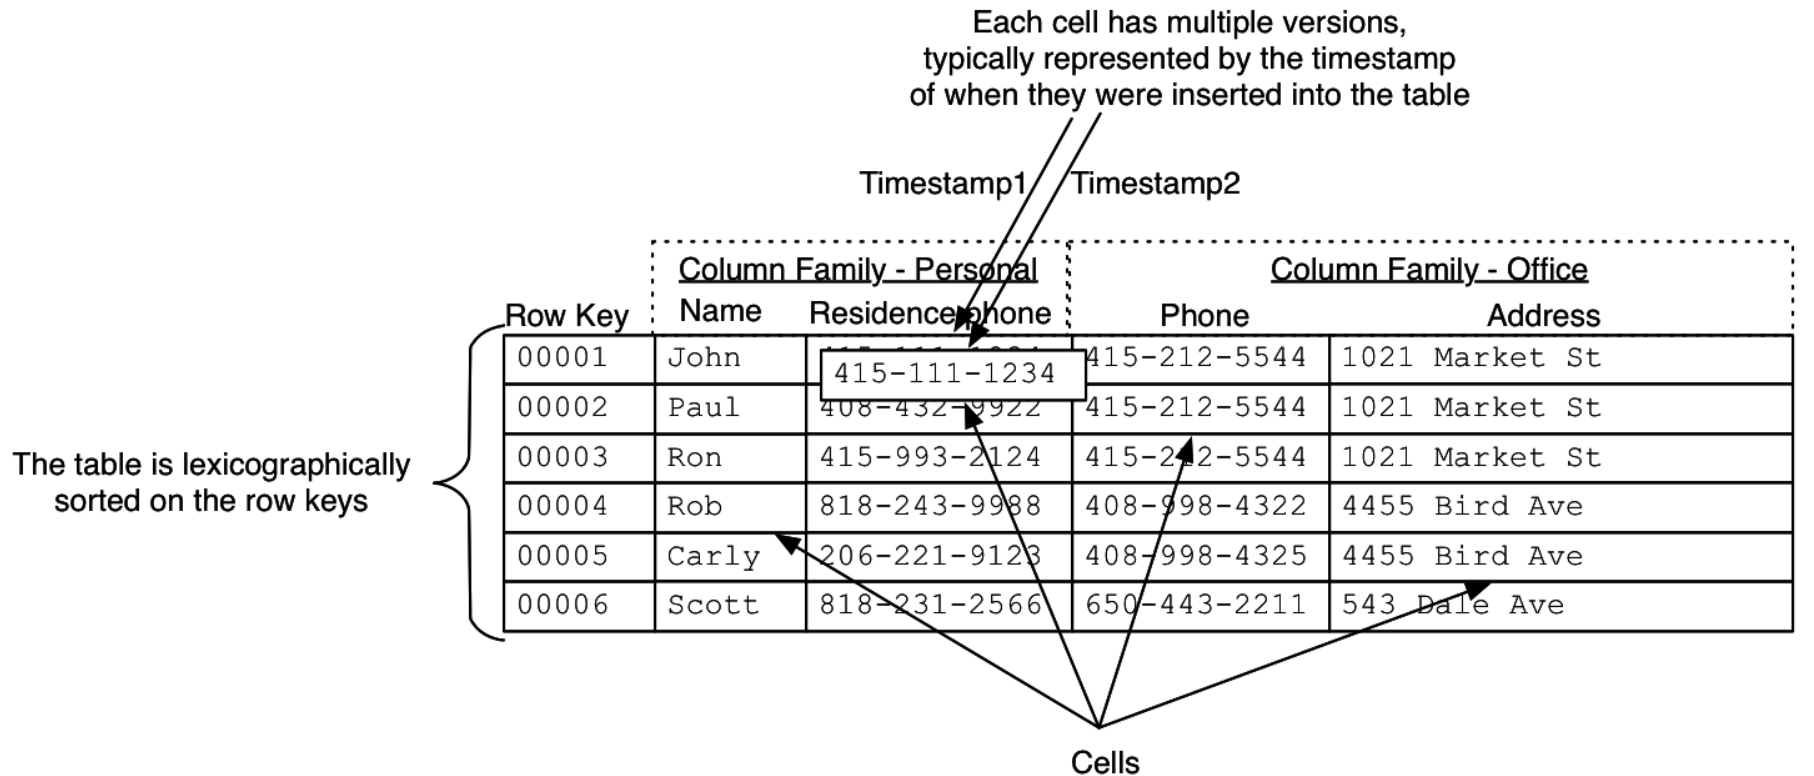 Each cell has multiple versions,
typically represented by the timestamp
of when they were inserted into the table
Timestamp1 Timestamp2
Column Family - Personal Column Family - Office
Row Key Name Residence phone Phone Address
00001 John 415-111-1234 415-212-5544 1021 Market St
00002 Paul 408-432-9922 415-212-5544 1021 Market St
00003 Ron 415-993-2124 415-212-5544 1021 Market St
00004 Rob 818-243-9988 408-998-4322 4455 Bird Ave
00005 Carly 206-221-9123 408-998-4325 4455 Bird Ave
00006 Scott 818-231-2566 650-443-2211 543 Dale Ave
The table is lexicographically
sorted on the row keys
Cells